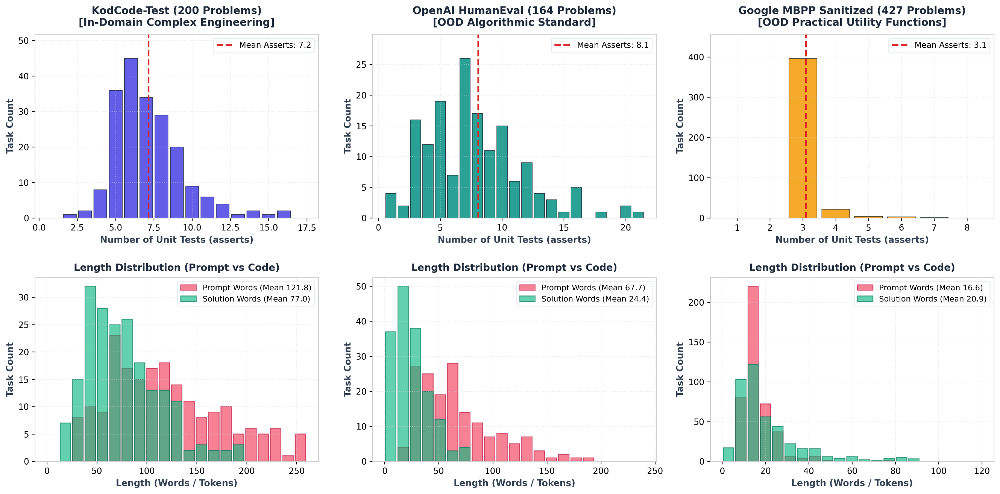 KodCode-Test (200 Problems)
[In-Domain Complex Engineering]
Mean Asserts: 7.2
Task Count
50
40
30
20
10
0
0.0 2.5 5.0 7.5 10.0 12.5 15.0 17.5
Number of Unit Tests (asserts)
OpenAI HumanEval (164 Problems)
[OOD Algorithmic Standard]
Mean Asserts: 8.1
Task Count
25
20
15
10
5
0
0 5 10 15 20
Number of Unit Tests (asserts)
Google MBPP Sanitized (427 Problems)
[OOD Practical Utility Functions]
Mean Asserts: 3.1
Task Count
400
300
200
100
0
1 2 3 4 5 6 7 8
Number of Unit Tests (asserts)
Length Distribution (Prompt vs Code)
Prompt Words (Mean 121.8)
Solution Words (Mean 77.0)
Task Count
30
25
20
15
10
5
0
0 50 100 150 200 250
Length (Words / Tokens)
Length Distribution (Prompt vs Code)
Prompt Words (Mean 67.7)
Solution Words (Mean 24.4)
Task Count
50
40
30
20
10
0
0 50 100 150 200 250
Length (Words / Tokens)
Length Distribution (Prompt vs Code)
Prompt Words (Mean 16.6)
Solution Words (Mean 20.9)
Task Count
200
150
100
50
0
0 20 40 60 80 100 120
Length (Words / Tokens)